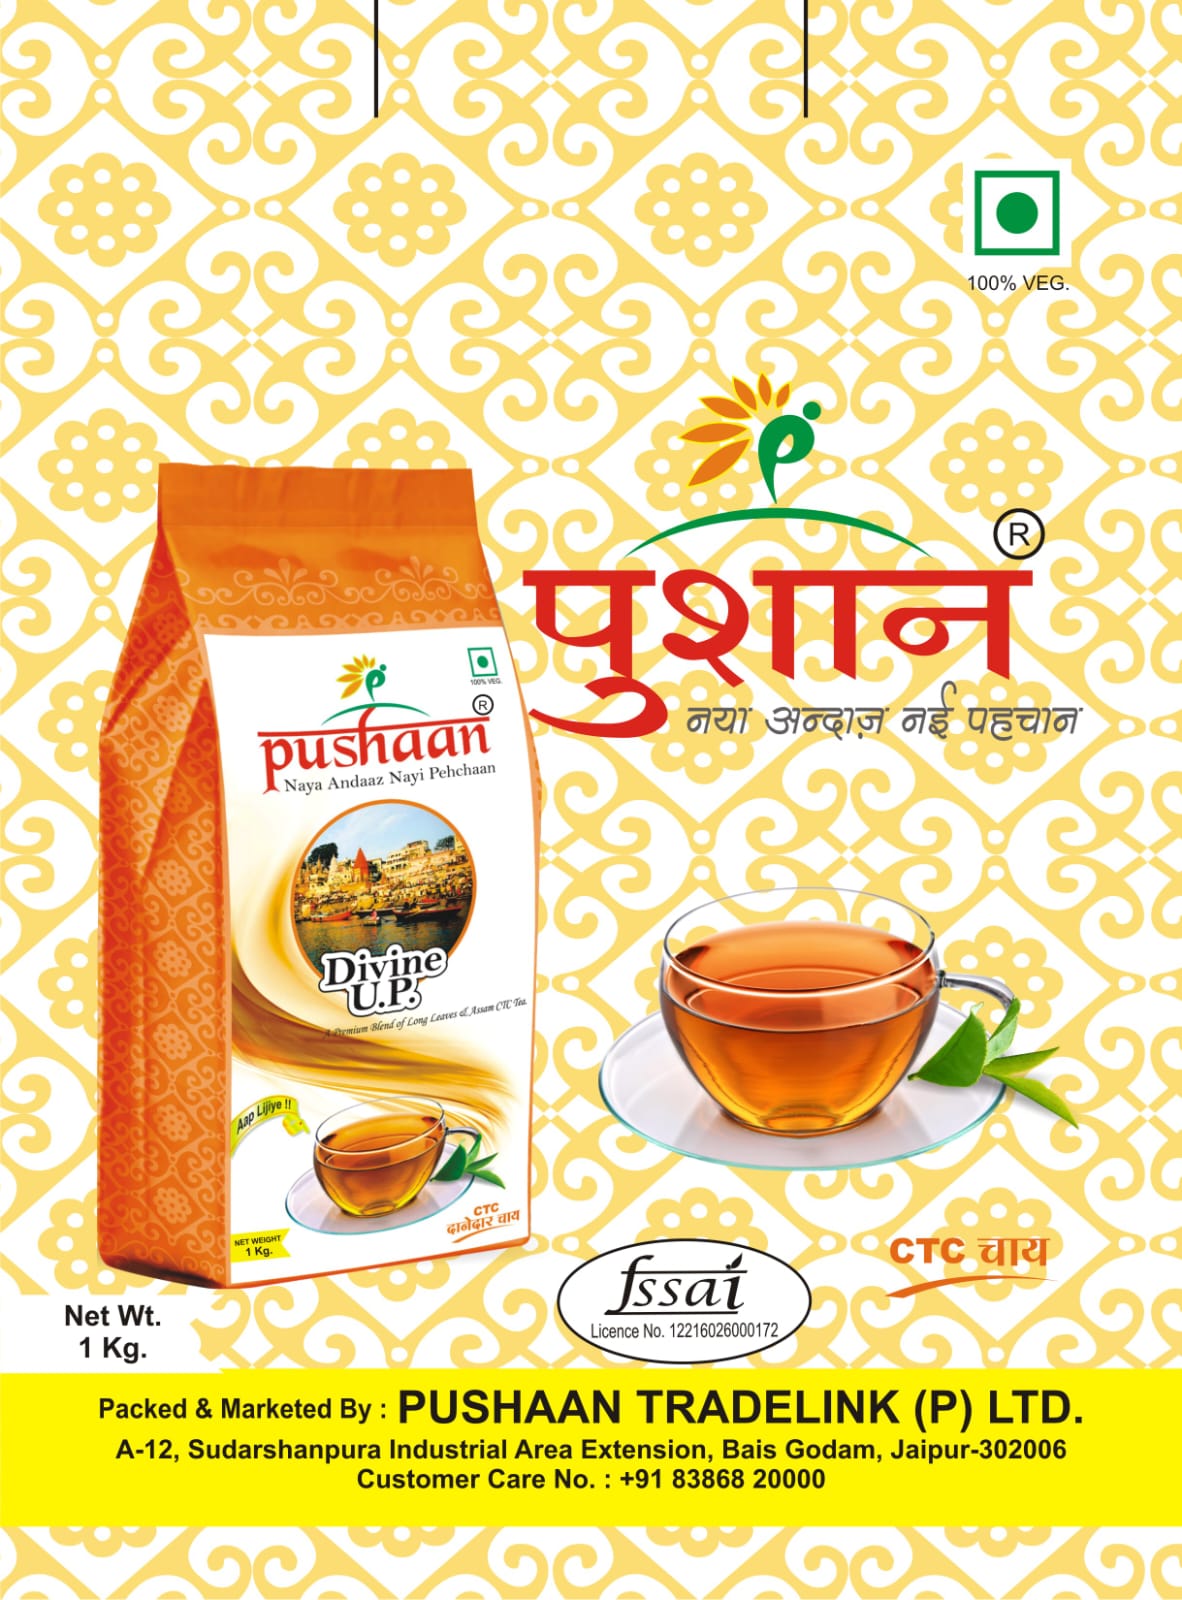 100% VEG.
पुशान ®
नया अन्दाज़ नई पहचान
100% VEG.
pushaan ®
Naya Andaaz Nayi Pehchaan
Divine
U.P.
A Premium Blend of Long Leaves & Assam CTC Tea.
Aap Lijiye !!
CTC
दानेदार चाय
NET WEIGHT
1 Kg.
CTC चाय
fssai
Licence No. 12216026000172
Net Wt.
1 Kg.
Packed & Marketed By : PUSHAAN TRADELINK (P) LTD.
A-12, Sudarshanpura Industrial Area Extension, Bais Godam, Jaipur-302006
Customer Care No. : +91 83868 20000